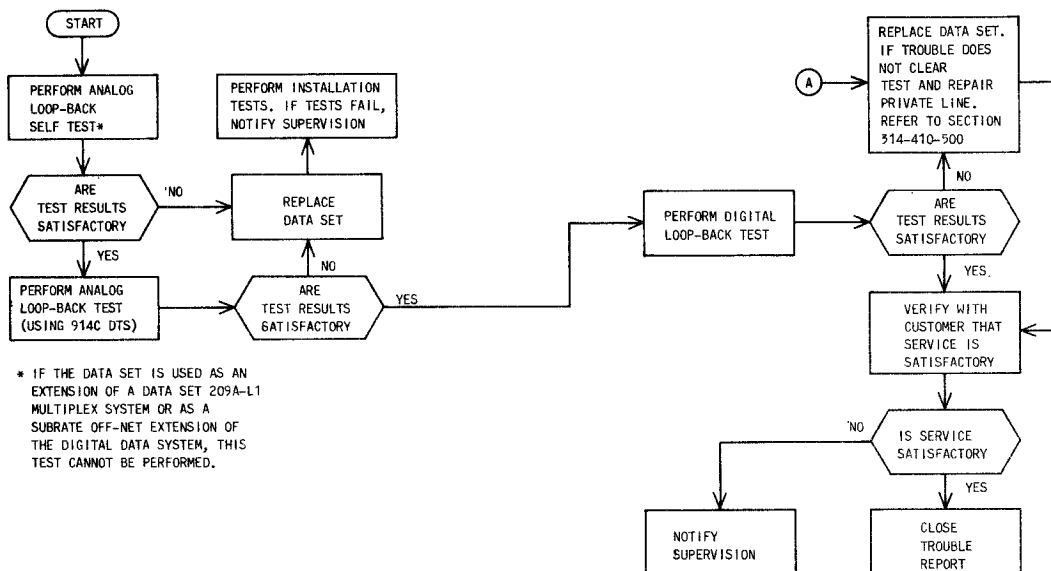 START
PERFORM ANALOG
LOOP-BACK
SELF TEST*
ARE
TEST RESULTS
SATISFACTORY
NO
YES
PERFORM ANALOG
LOOP-BACK TEST
(USING 914C DTS)
PERFORM INSTALLATION
TESTS. IF TESTS FAIL,
NOTIFY SUPERVISION
REPLACE
DATA SET
NO
ARE
TEST RESULTS
SATISFACTORY
YES
* IF THE DATA SET IS USED AS AN
EXTENSION OF A DATA SET 209A-L1
MULTIPLEX SYSTEM OR AS A
SUBRATE OFF-NET EXTENSION OF
THE DIGITAL DATA SYSTEM, THIS
TEST CANNOT BE PERFORMED.
PERFORM DIGITAL
LOOP-BACK TEST
A
REPLACE DATA SET.
IF TROUBLE DOES
NOT CLEAR
TEST AND REPAIR
PRIVATE LINE.
REFER TO SECTION
314-410-500
NO
ARE
TEST RESULTS
SATISFACTORY
YES
VERIFY WITH
CUSTOMER THAT
SERVICE IS
SATISFACTORY
NO
IS SERVICE
SATISFACTORY
YES
NOTIFY
SUPERVISION
CLOSE
TROUBLE
REPORT